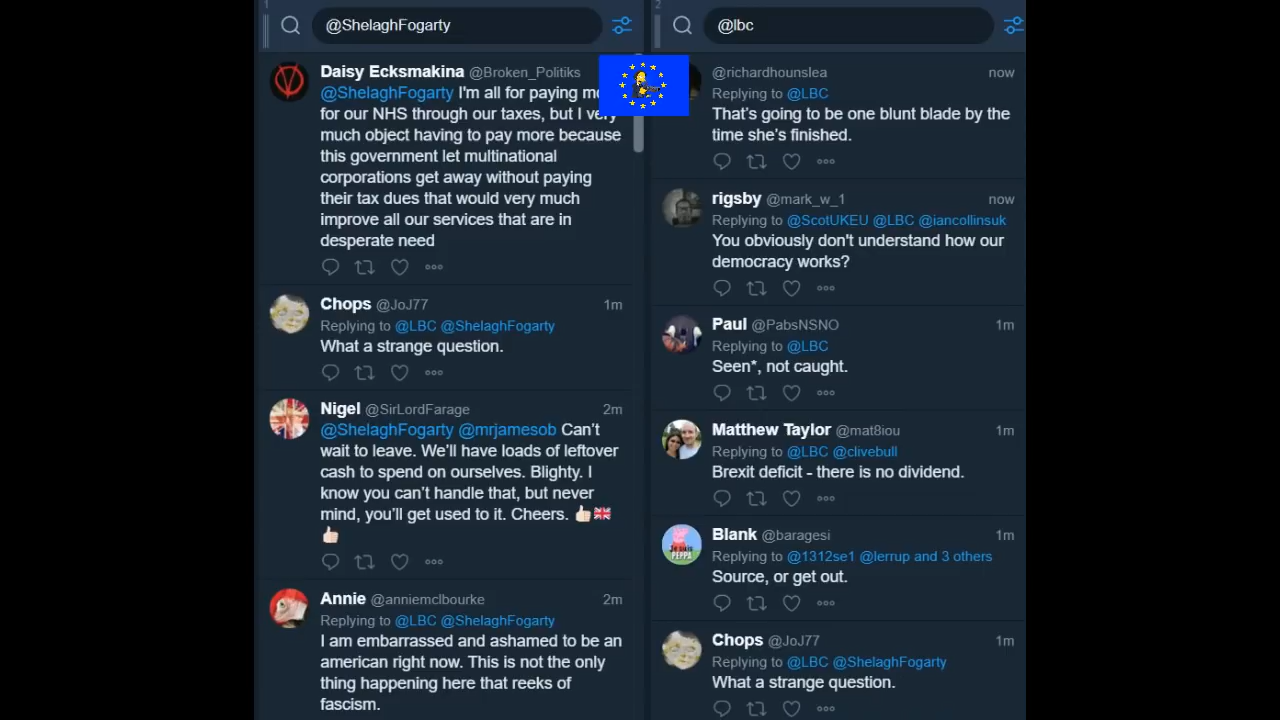 1
@ShelaghFogarty
Daisy Ecksmakina @Broken_Politiks
@ShelaghFogarty I'm all for paying
for our NHS through our taxes, but I very
much object having to pay more because
this government let multinational
corporations get away without paying
their tax dues that would very much
improve all our services that are in
desperate need
Chops @JoJ77 1m
Replying to @LBC @ShelaghFogarty
What a strange question.
Nigel @SirLordFarage 2m
@ShelaghFogarty @mrjamesob Can't
wait to leave. We'll have loads of leftover
cash to spend on ourselves. Blighty. I
know you can't handle that, but never
mind, you'll get used to it. Cheers. 👍🏻🇬🇧
👍🏻
Annie @anniemclbourke 2m
Replying to @LBC @ShelaghFogarty
I am embarrassed and ashamed to be an
american right now. This is not the only
thing happening here that reeks of
fascism.
2
@lbc
@richardhounslea now
Replying to @LBC
That's going to be one blunt blade by the
time she's finished.
rigsby @mark_w_1 now
Replying to @ScotUKEU @LBC @iancollinsuk
You obviously don't understand how our
democracy works?
Paul @PabsNSNO 1m
Replying to @LBC
Seen*, not caught.
Matthew Taylor @mat8iou 1m
Replying to @LBC @clivebull
Brexit deficit - there is no dividend.
Blank @baragesi 1m
Replying to @1312se1 @lerrup and 3 others
Source, or get out.
Je suis
PEPPA
Chops @JoJ77 1m
Replying to @LBC @ShelaghFogarty
What a strange question.